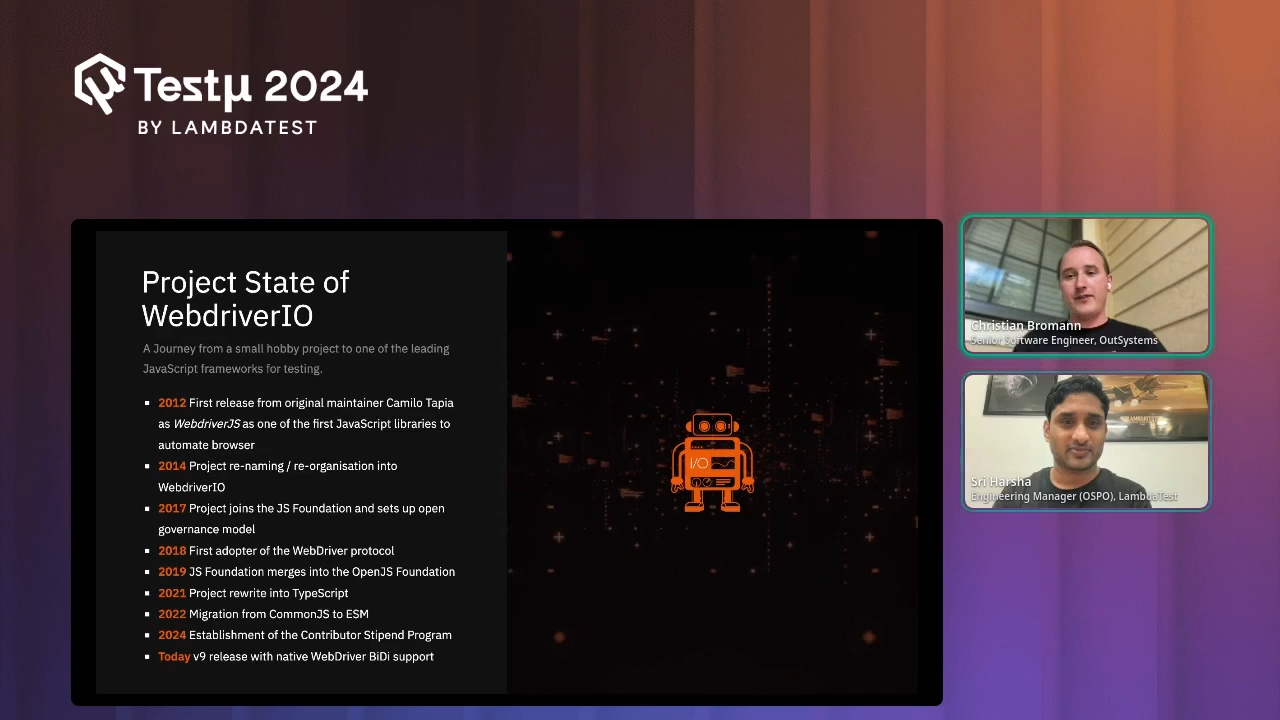 Testμ 2024
BY LAMBDATEST
Project State of
WebdriverIO
A Journey from a small hobby project to one of the leading
JavaScript frameworks for testing.
2012 First release from original maintainer Camilo Tapia
as WebdriverJS as one of the first JavaScript libraries to
automate browser
2014 Project re-naming / re-organisation into
WebdriverIO
2017 Project joins the JS Foundation and sets up open
governance model
2018 First adopter of the WebDriver protocol
2019 JS Foundation merges into the OpenJS Foundation
2021 Project rewrite into TypeScript
2022 Migration from CommonJS to ESM
2024 Establishment of the Contributor Stipend Program
Today v9 release with native WebDriver BiDi support
I/O
Christian Bromann
Senior Software Engineer, OutSystems
Sri Harsha
Engineering Manager (OSPO), LambdaTest